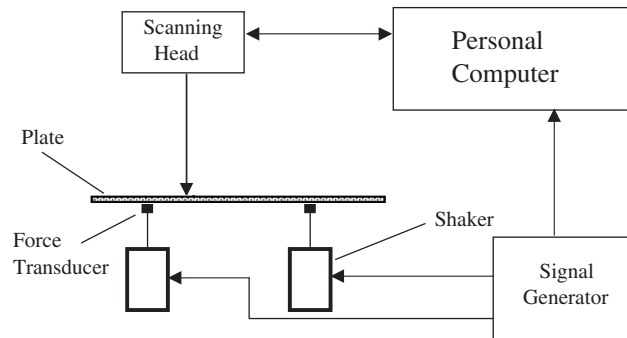 Scanning
Head
Personal
Computer
Plate
Force
Transducer
Shaker
Signal
Generator